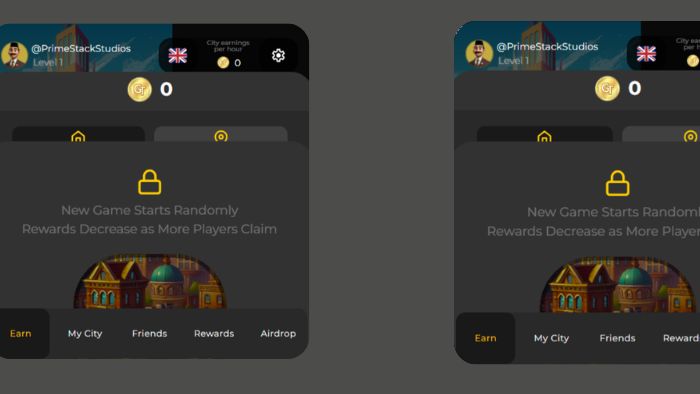 @PrimeStackStudios
Level 1
City earnings
per hour
0
GT 0
New Game Starts Randomly
Rewards Decrease as More Players Claim
Earn
My City
Friends
Rewards
Airdrop
@PrimeStackStudios
Level 1
City earnings
per hour
0
New Game Starts Randoml
Rewards Decrease as More Player
Earn
My City
Friends
Reward